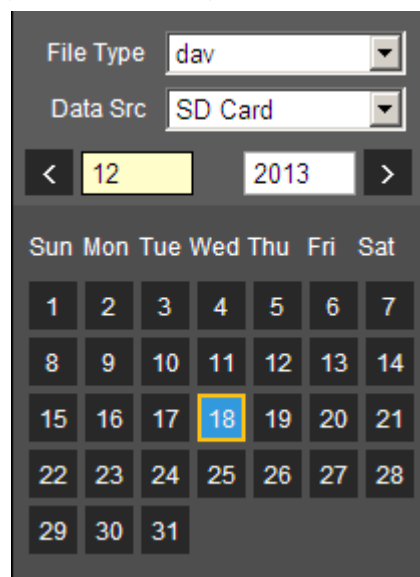 File Type dav
Data Src SD Card
< 12 2013 >
Sun Mon Tue Wed Thu Fri Sat
1 2 3 4 5 6 7
8 9 10 11 12 13 14
15 16 17 18 19 20 21
22 23 24 25 26 27 28
29 30 31